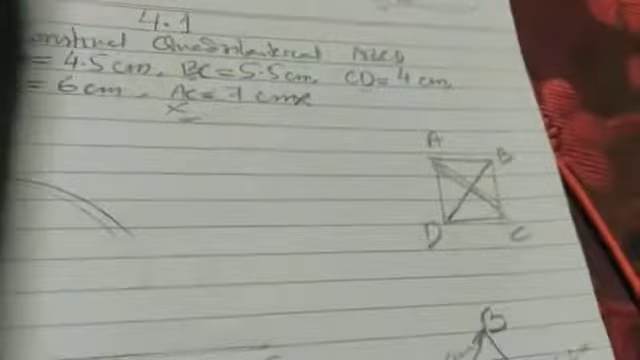 4.1
onstruct Quadrilateral ABCD
= 4.5 cm, BC = 5.5 cm, CD = 4 cm
= 6 cm, AC = 7 cm
A
B
D
C
B